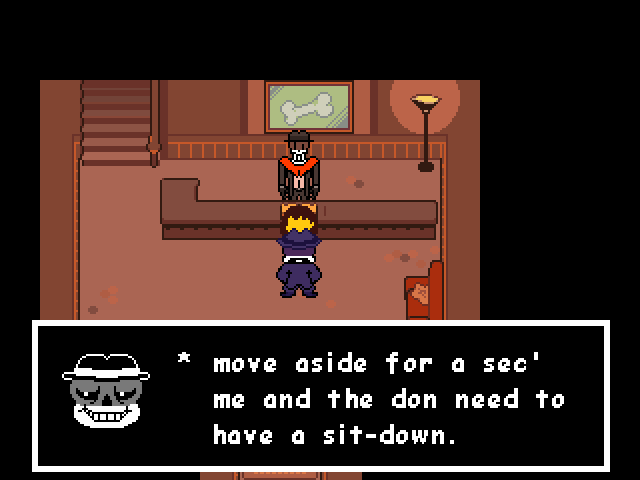 * move aside for a sec'
me and the don need to
have a sit-down.